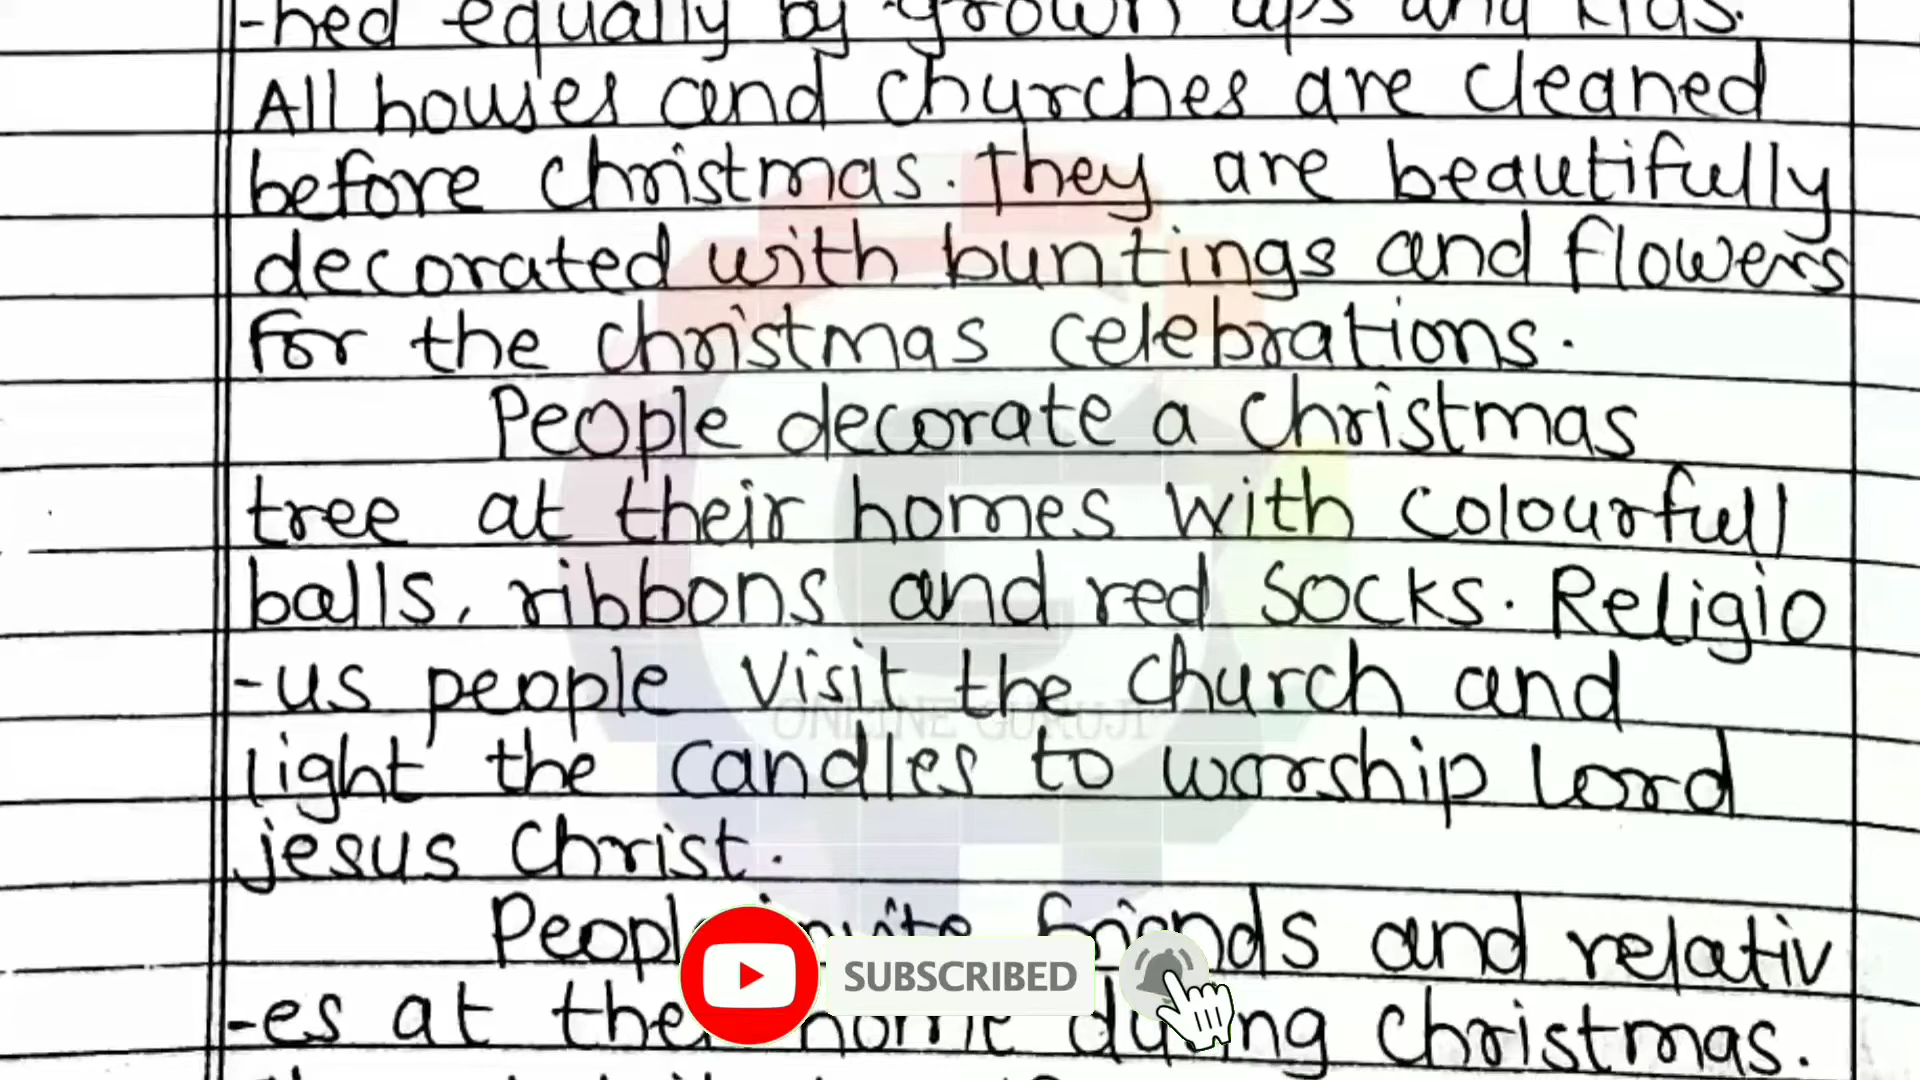 -hed equally by grown ups and kids.
All houses and churches are cleaned
before christmas. They are beautifully
decorated with buntings and flowers
for the christmas celebrations.
People decorate a christmas
tree at their homes with colourfull
balls, ribbons and red socks. Religio
-us people visit the church and
ONLINE GURUJI
light the candles to worship lord
jesus christ.
People invite friends and relativ
SUBSCRIBED
-es at the home during christmas.